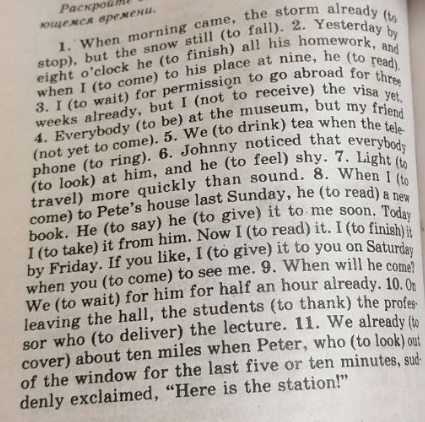 Раскройте
ющемся времени.
1. When morning came, the storm already (to
stop), but the snow still (to fall). 2. Yesterday by
eight o'clock he (to finish) all his homework, and
when I (to come) to his place at nine, he (to read).
3. I (to wait) for permission to go abroad for three
weeks already, but I (not to receive) the visa yet.
4. Everybody (to be) at the museum, but my friend
(not yet to come). 5. We (to drink) tea when the tele-
phone (to ring). 6. Johnny noticed that everybody
(to look) at him, and he (to feel) shy. 7. Light (to
travel) more quickly than sound. 8. When I (to
come) to Pete's house last Sunday, he (to read) a new
book. He (to say) he (to give) it to me soon. Today
I (to take) it from him. Now I (to read) it. I (to finish) it
by Friday. If you like, I (to give) it to you on Saturday
when you (to come) to see me. 9. When will he come?
We (to wait) for him for half an hour already. 10. On
leaving the hall, the students (to thank) the profes-
sor who (to deliver) the lecture. 11. We already (to
cover) about ten miles when Peter, who (to look) out
of the window for the last five or ten minutes, sud-
denly exclaimed, “Here is the station!”